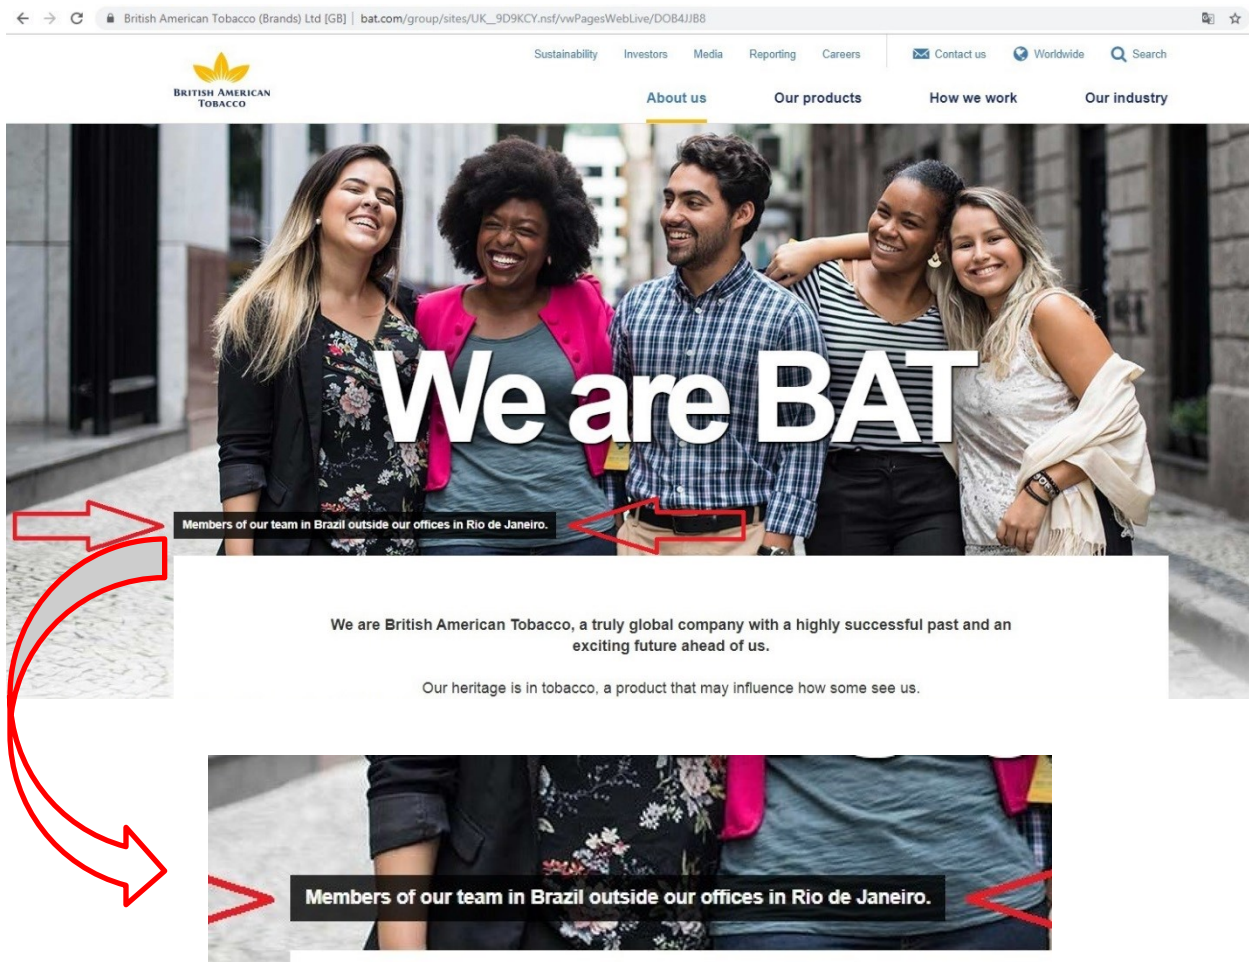 British American Tobacco (Brands) Ltd [GB] | bat.com/group/sites/UK__9D9KCY.nsf/vwPagesWebLive/DOB4JJB8
Sustainability Investors Media Reporting Careers Contact us Worldwide Search
BRITISH AMERICAN
TOBACCO
About us Our products How we work Our industry
We are BAT
Members of our team in Brazil outside our offices in Rio de Janeiro.
We are British American Tobacco, a truly global company with a highly successful past and an
exciting future ahead of us.
Our heritage is in tobacco, a product that may influence how some see us.
Members of our team in Brazil outside our offices in Rio de Janeiro.